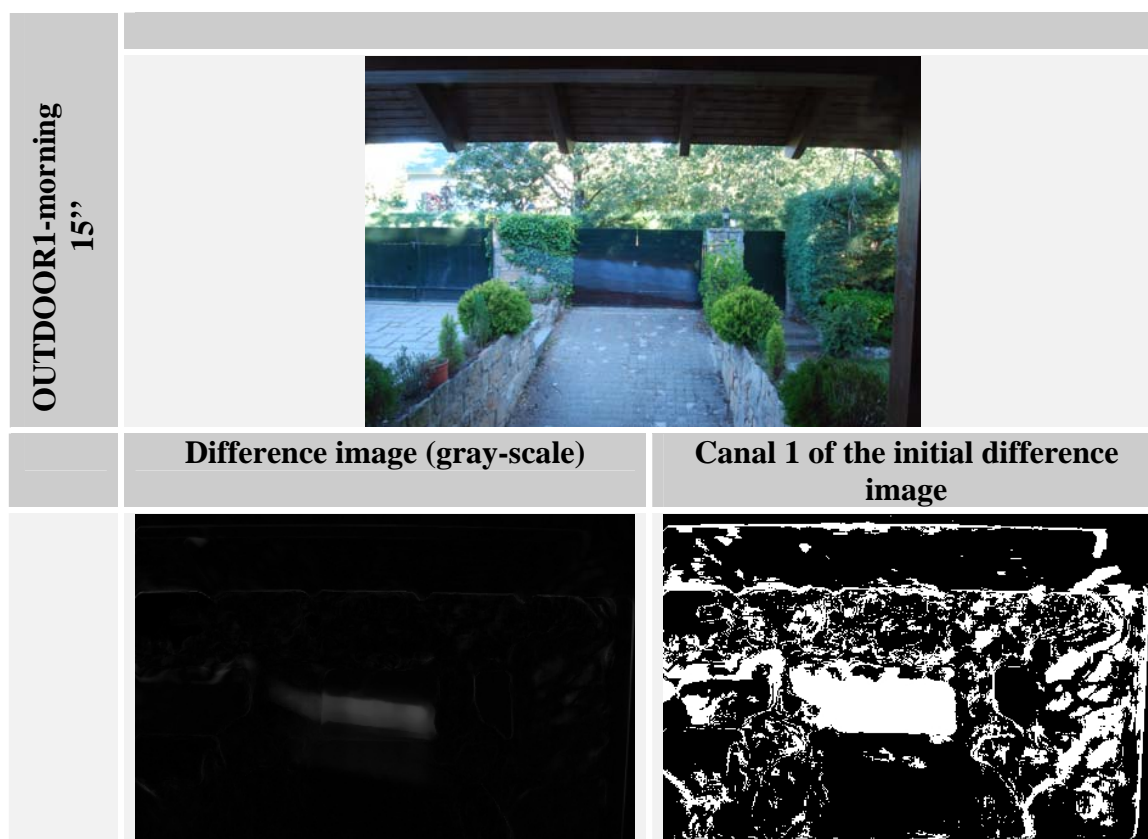 OUTDOOR1-morning
15’’
Difference image (gray-scale)
Canal 1 of the initial difference
image